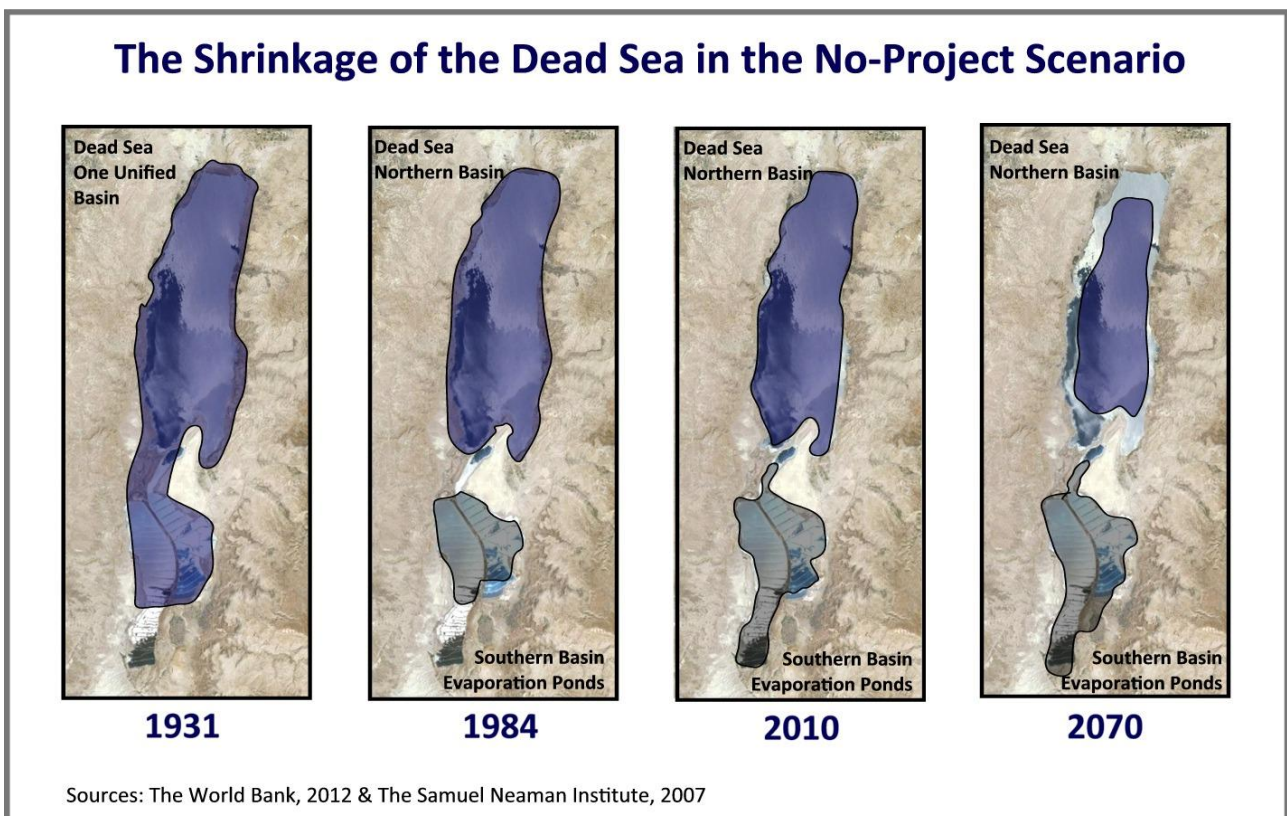 The Shrinkage of the Dead Sea in the No-Project Scenario
Dead Sea
One Unified
Basin
1931
Dead Sea
Northern Basin
Southern Basin
Evaporation Ponds
1984
Dead Sea
Northern Basin
Southern Basin
Evaporation Ponds
2010
Dead Sea
Northern Basin
Southern Basin
Evaporation Ponds
2070
Sources: The World Bank, 2012 & The Samuel Neaman Institute, 2007